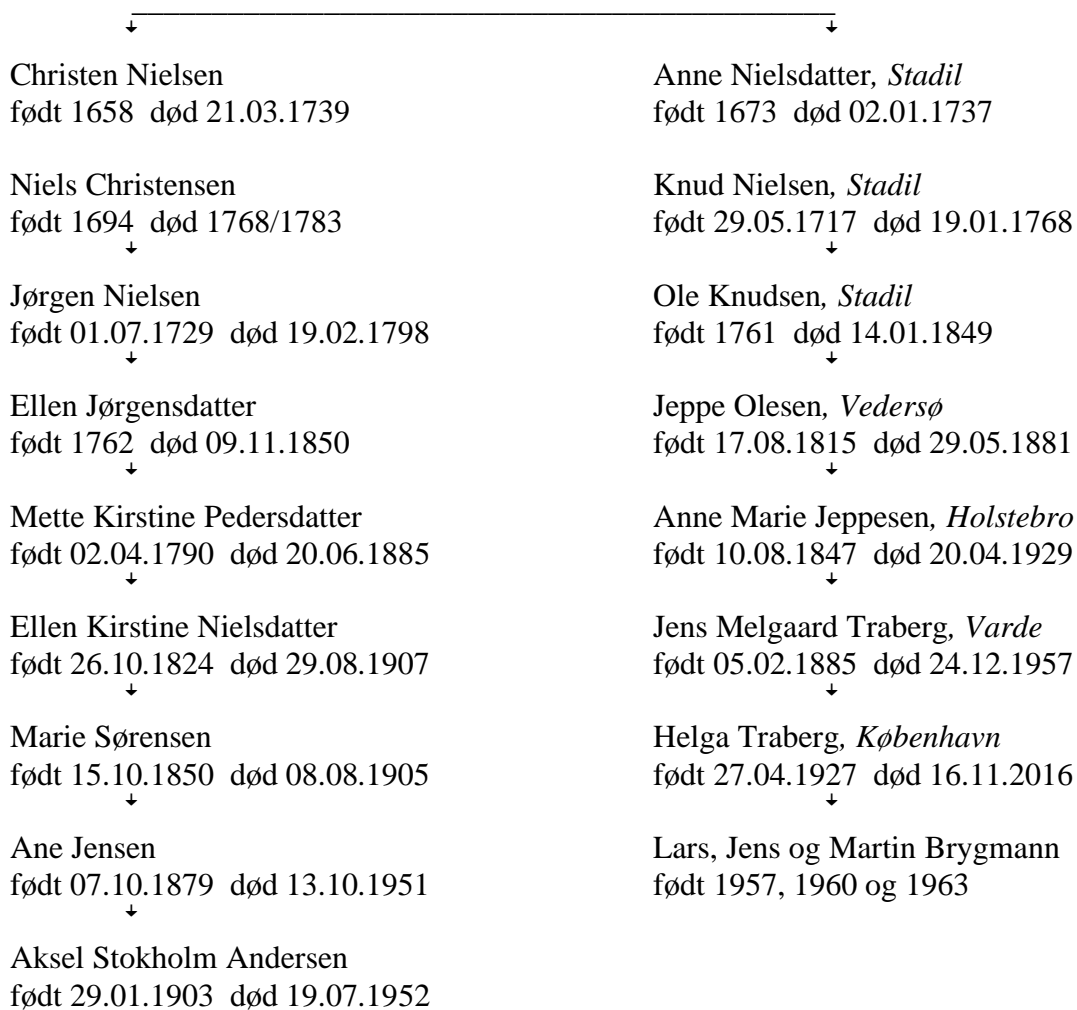 Christen Nielsen
født 1658 død 21.03.1739
Niels Christensen
født 1694 død 1768/1783
Jørgen Nielsen
født 01.07.1729 død 19.02.1798
Ellen Jørgensdatter
født 1762 død 09.11.1850
Mette Kirstine Pedersdatter
født 02.04.1790 død 20.06.1885
Ellen Kirstine Nielsdatter
født 26.10.1824 død 29.08.1907
Marie Sørensen
født 15.10.1850 død 08.08.1905
Ane Jensen
født 07.10.1879 død 13.10.1951
Aksel Stokholm Andersen
født 29.01.1903 død 19.07.1952
Anne Nielsdatter, Stadil
født 1673 død 02.01.1737
Knud Nielsen, Stadil
født 29.05.1717 død 19.01.1768
Ole Knudsen, Stadil
født 1761 død 14.01.1849
Jeppe Olesen, Vedersø
født 17.08.1815 død 29.05.1881
Anne Marie Jeppesen, Holstebro
født 10.08.1847 død 20.04.1929
Jens Melgaard Traberg, Varde
født 05.02.1885 død 24.12.1957
Helga Traberg, København
født 27.04.1927 død 16.11.2016
Lars, Jens og Martin Brygmann
født 1957, 1960 og 1963